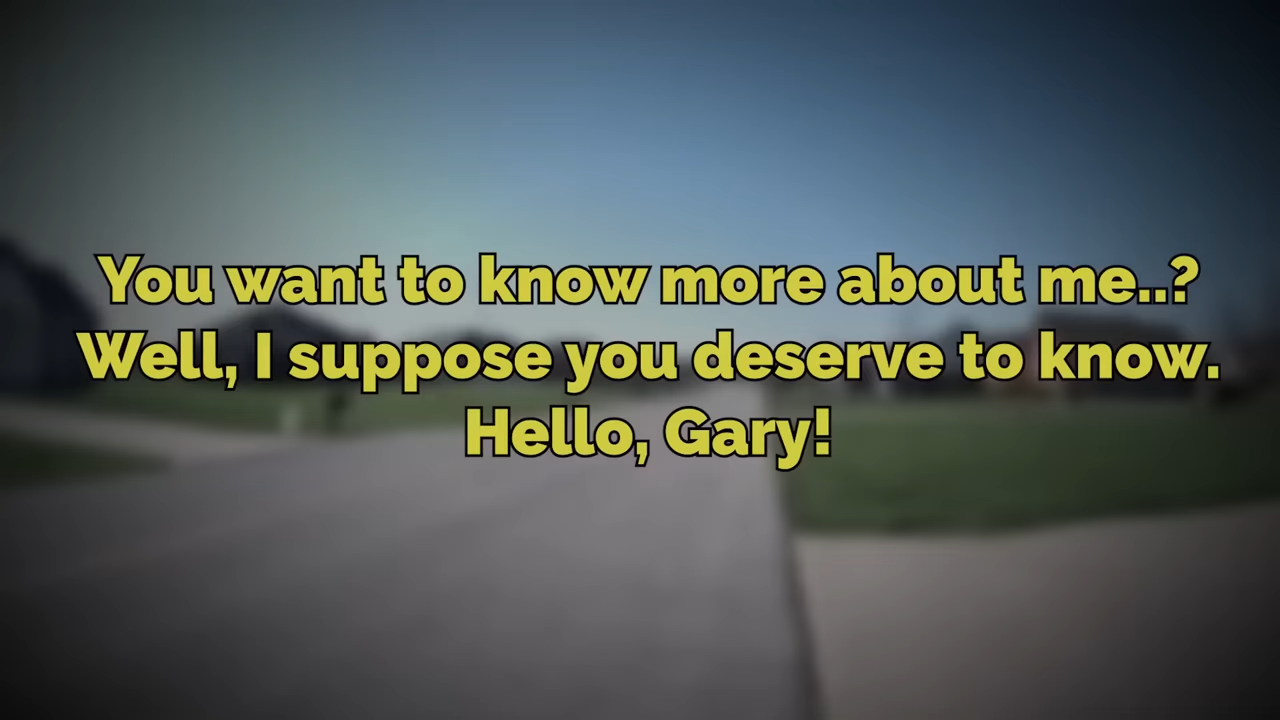 You want to know more about me..?
Well, I suppose you deserve to know.
Hello, Gary!